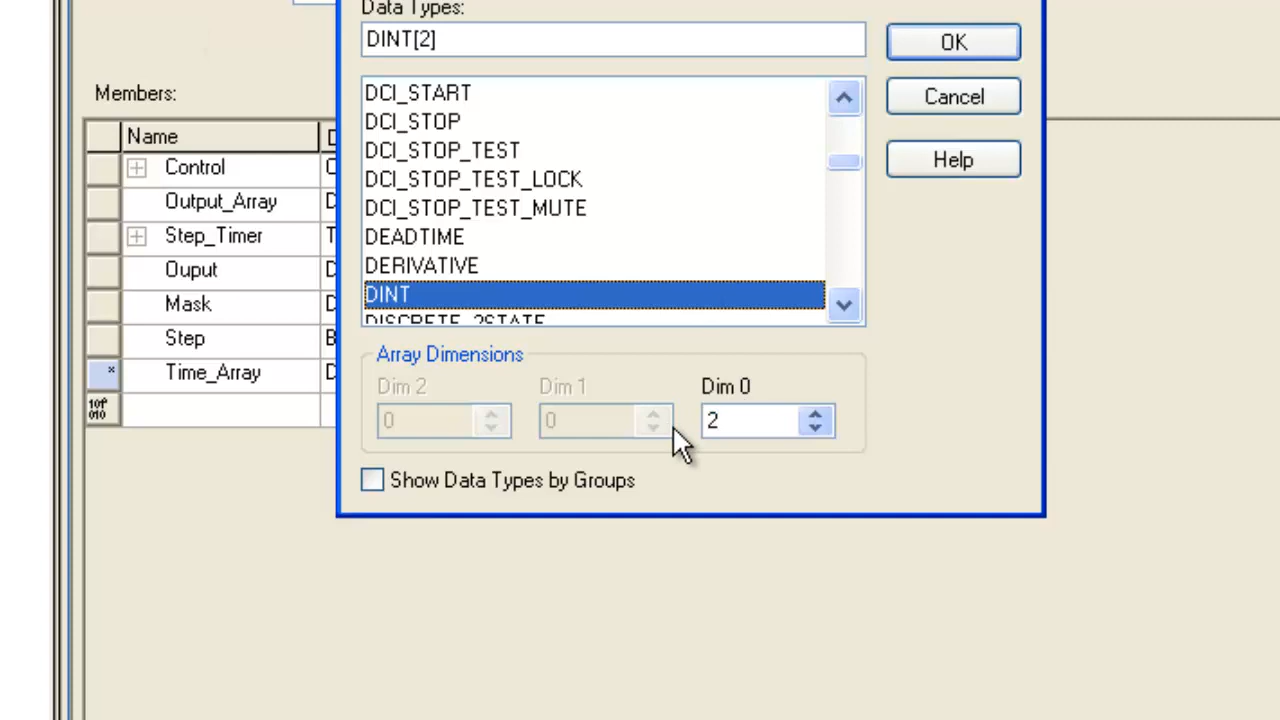 Data Types:
DINT[2]
OK
DCI_START
DCI_STOP
DCI_STOP_TEST
DCI_STOP_TEST_LOCK
DCI_STOP_TEST_MUTE
DEADTIME
DERIVATIVE
DINT
DISCRETE_2STATE
Cancel
Help
Members:
Name D
Control C
Output_Array D
Step_Timer T
Ouput D
Mask D
Step B
* Time_Array D
Array Dimensions
Dim 2 Dim 1 Dim 0
0 0 2
Show Data Types by Groups